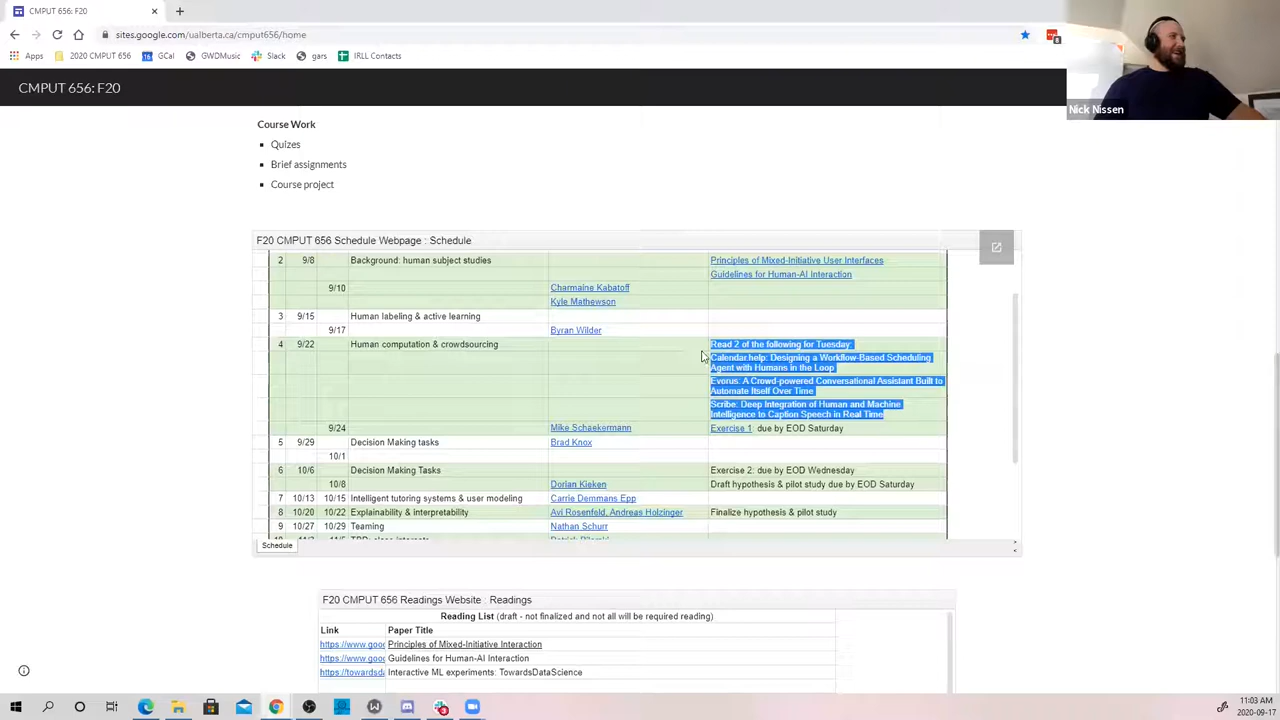 CMPUT 656: F20
sites.google.com/ualberta.ca/cmput656/home
Apps 2020 CMPUT 656 GCal GWDMusic Slack gars IRLL Contacts
CMPUT 656: F20
Nick Nissen
Course Work
Quizes
Brief assignments
Course project
F20 CMPUT 656 Schedule Webpage : Schedule
2 9/8 Background: human subject studies Principles of Mixed-Initiative User Interfaces
Guidelines for Human-AI Interaction
9/10 Charmaine Kabatoff
Kyle Mathewson
3 9/15 Human labeling & active learning
9/17 Byran Wilder
4 9/22 Human computation & crowdsourcing Read 2 of the following for Tuesday:
Calendar.help: Designing a Workflow-Based Scheduling
Agent with Humans in the Loop
Evorus: A Crowd-powered Conversational Assistant Built to
Automate Itself Over Time
Scribe: Deep Integration of Human and Machine
Intelligence to Caption Speech in Real Time
9/24 Mike Schaekermann Exercise 1: due by EOD Saturday
5 9/29 Decision Making tasks Brad Knox
10/1
6 10/6 Decision Making Tasks Exercise 2: due by EOD Wednesday
10/8 Dorian Kieken Draft hypothesis & pilot study due by EOD Saturday
7 10/13 10/15 Intelligent tutoring systems & user modeling Carrie Demmans Epp
8 10/20 10/22 Explainability & interpretability Avi Rosenfeld, Andreas Holzinger Finalize hypothesis & pilot study
9 10/27 10/29 Teaming Nathan Schurr
Schedule
F20 CMPUT 656 Readings Website : Readings
Reading List (draft - not finalized and not all will be required reading)
Link Paper Title
https://www.goo Principles of Mixed-Initiative Interaction
https://www.goo Guidelines for Human-AI Interaction
https://towardsd Interactive ML experiments: TowardsDataScience
11:03 AM
2020-09-17